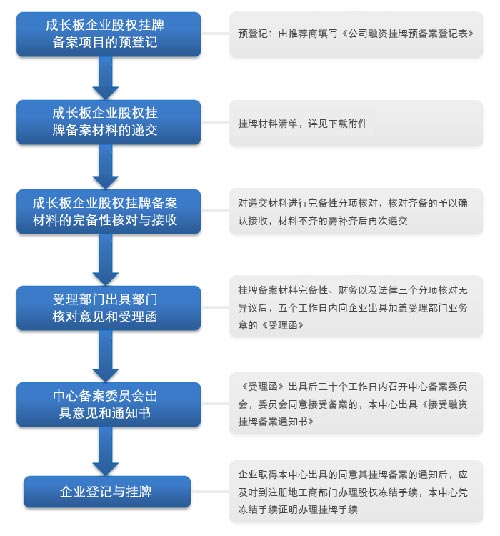 成长板企业股权挂牌
备案项目的预登记
预登记：由推荐商填写《公司融资挂牌预备案登记表》
成长板企业股权挂
牌备案材料的递交
挂牌材料清单，详见下载附件
成长板企业股权挂牌备案
材料的完备性核对与接收
对递交材料进行完备性分项核对，核对齐备的予以确
认接收，材料不齐的需补齐后再次递交
受理部门出具部门
核对意见和受理函
挂牌备案材料完备性、财务以及法律三个分项核对无
异议后，五个工作日内向企业出具加盖受理部门业务
章的《受理函》
中心备案委员会出
具意见和通知书
《受理函》出具后二十个工作日内召开中心备案委员
会，委员会同意接受备案的，本中心出具《接受融资
挂牌备案通知书》
企业登记与挂牌
企业取得本中心出具的同意其挂牌备案的通知后，应
及时到注册地工商部门办理股权冻结手续，本中心凭
冻结手续证明办理挂牌手续